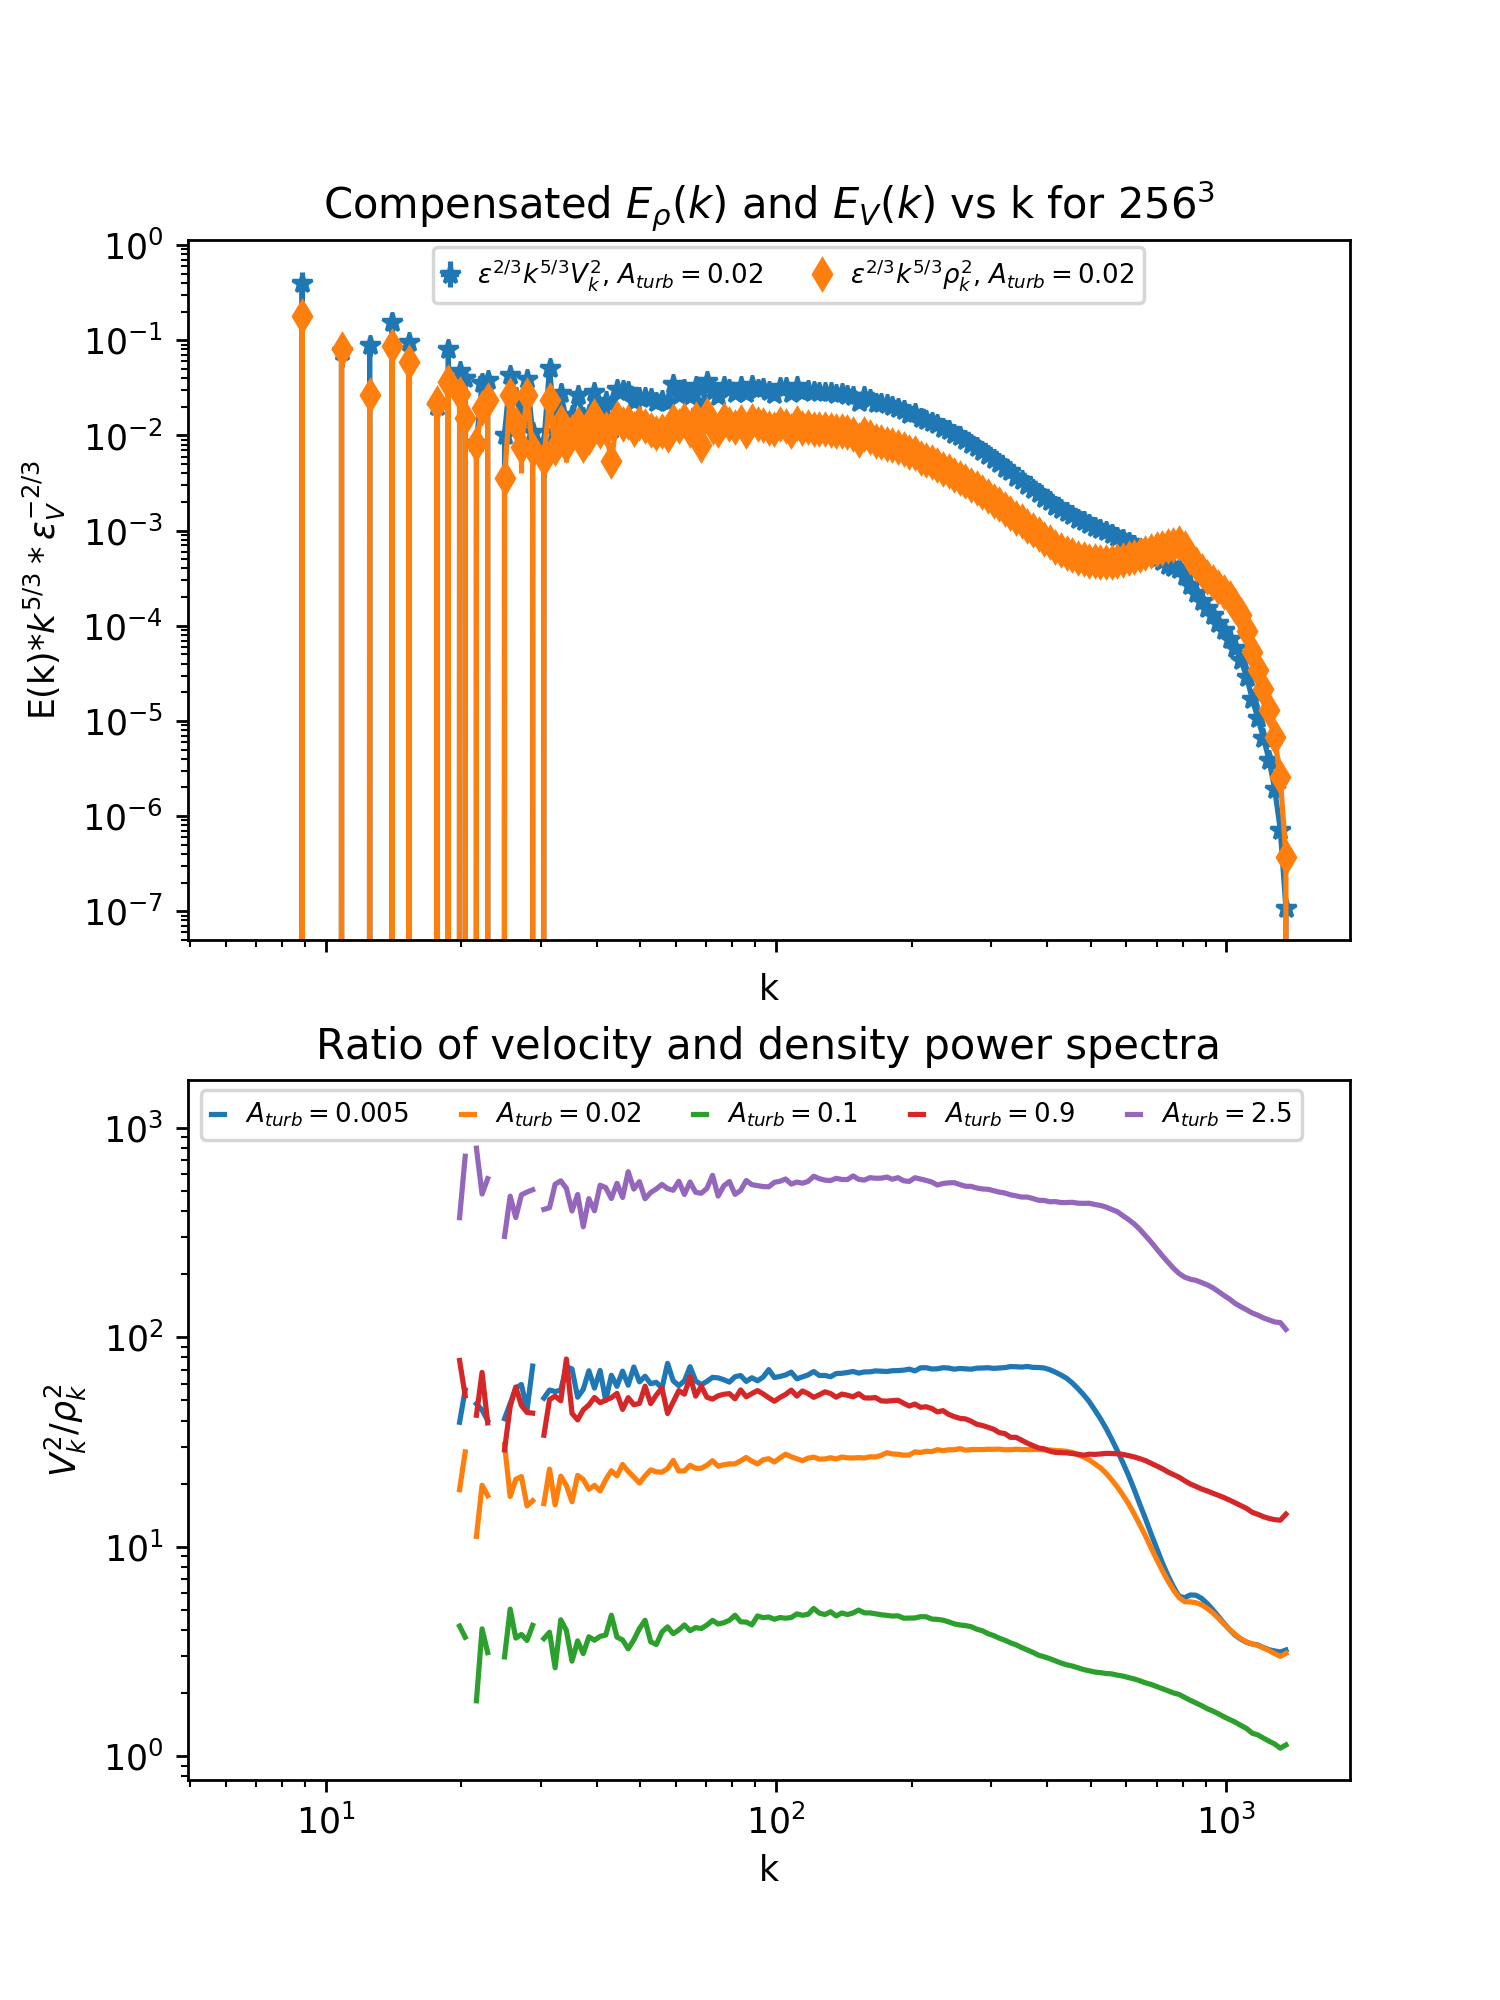 Compensated $E_\rho(k)$ and $E_V(k)$ vs k for $256^3$
$\epsilon^{2/3}k^{5/3}V_k^2$, $A_{turb} = 0.02$ $\epsilon^{2/3}k^{5/3}\rho_k^2$, $A_{turb} = 0.02$
E(k)*$k^{5/3} * \epsilon_V^{-2/3}$
$10^0$
$10^{-1}$
$10^{-2}$
$10^{-3}$
$10^{-4}$
$10^{-5}$
$10^{-6}$
$10^{-7}$
k
Ratio of velocity and density power spectra
$A_{turb} = 0.005$ $A_{turb} = 0.02$ $A_{turb} = 0.1$ $A_{turb} = 0.9$ $A_{turb} = 2.5$
$V_k^2/\rho_k^2$
$10^3$
$10^2$
$10^1$
$10^0$
$10^1$ $10^2$ $10^3$
k